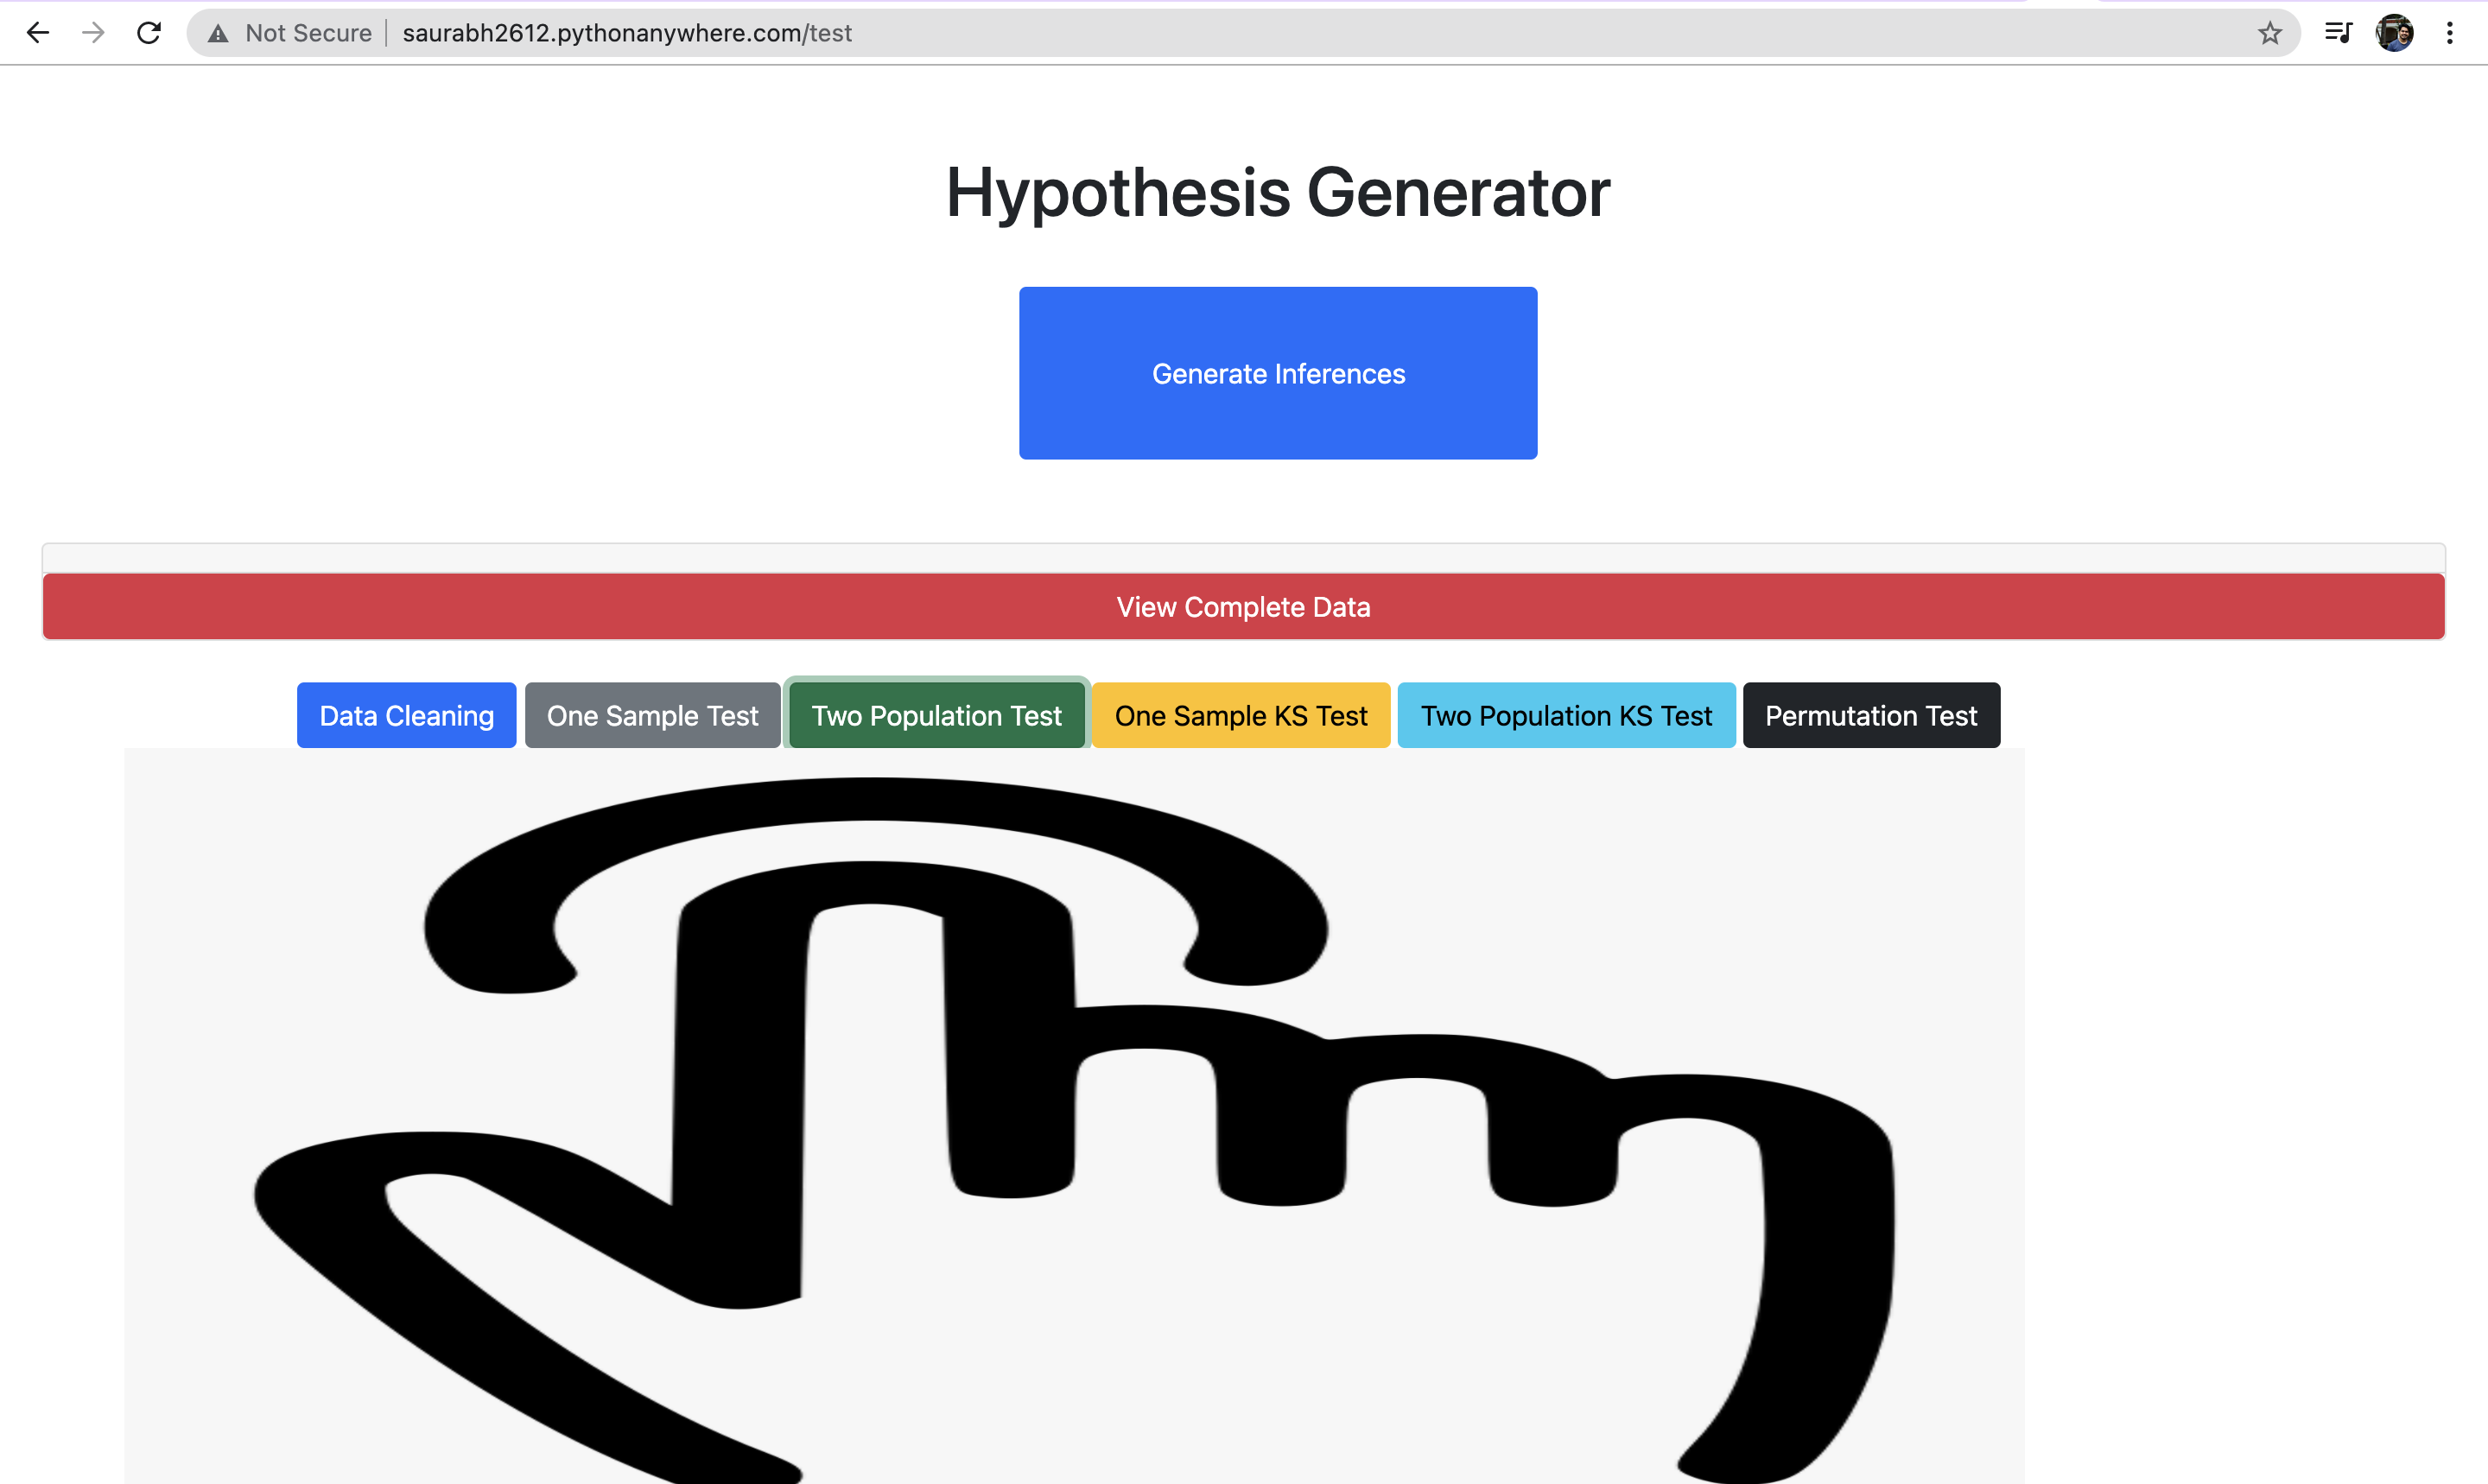 Not Secure saurabh2612.pythonanywhere.com/test
Hypothesis Generator
Generate Inferences
View Complete Data
Data Cleaning One Sample Test Two Population Test One Sample KS Test Two Population KS Test Permutation Test